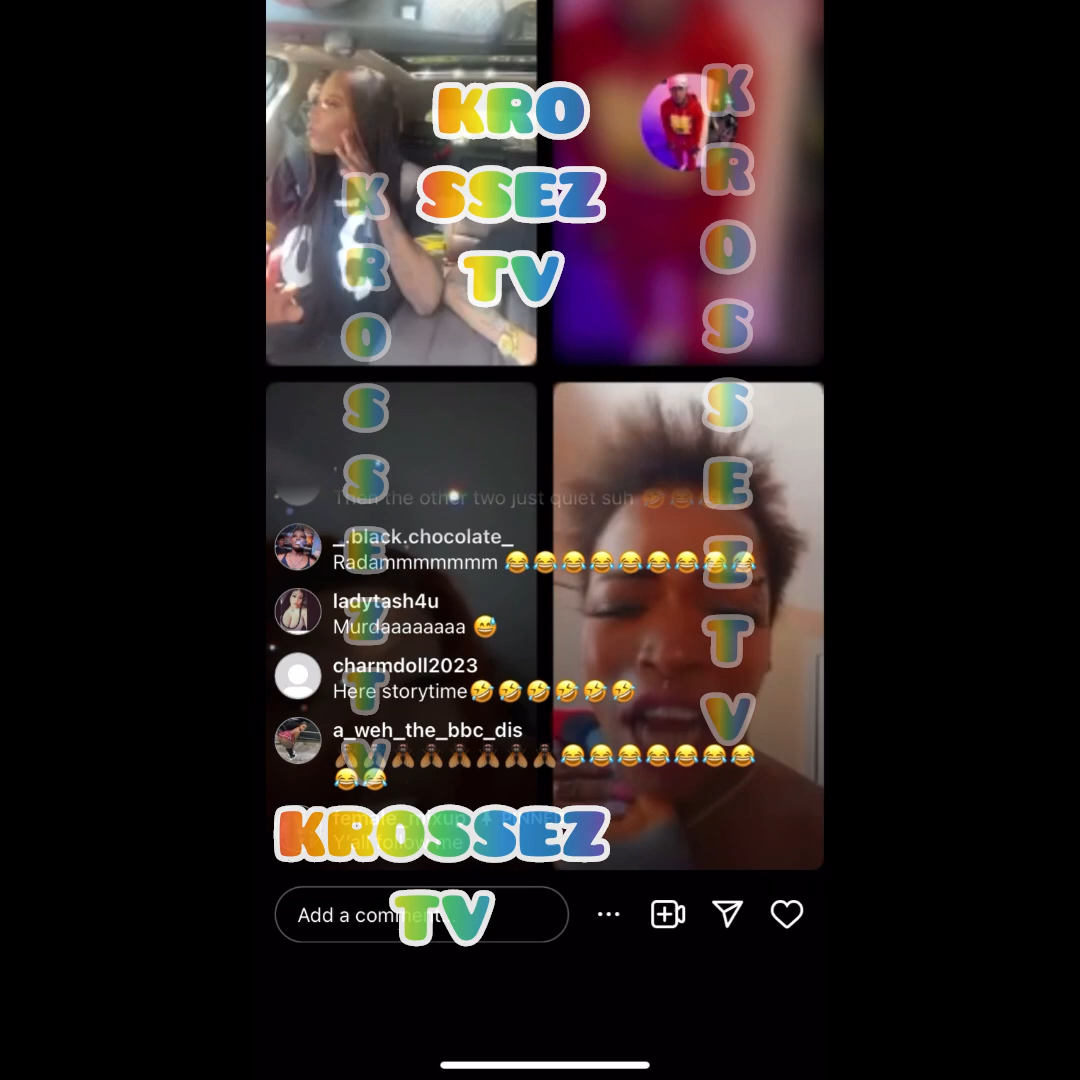 KRO
SSEZ
TV
K
R
O
S
S
E
Z
T
V
K
R
O
S
S
E
Z
T
V
Then the other two just quiet suh 🤣😂
_.black.chocolate_
Radammmmmmm 😂😂😂😂😂😂😂😂😂
ladytash4u
Murdaaaaaaaa 😅
charmdoll2023
Here storytime🤣🤣🤣🤣🤣🤣
a_weh_the_bbc_dis
😂😂😂😂😂😂😂
😂😂
Y'all follow me
KROSSEZ
TV
Add a comment...